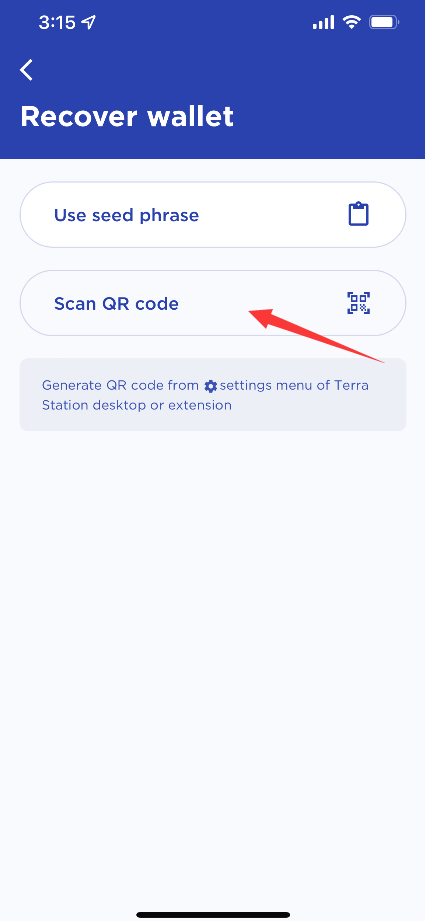 3:15
Recover wallet
Use seed phrase
Scan QR code
Generate QR code from settings menu of Terra
Station desktop or extension